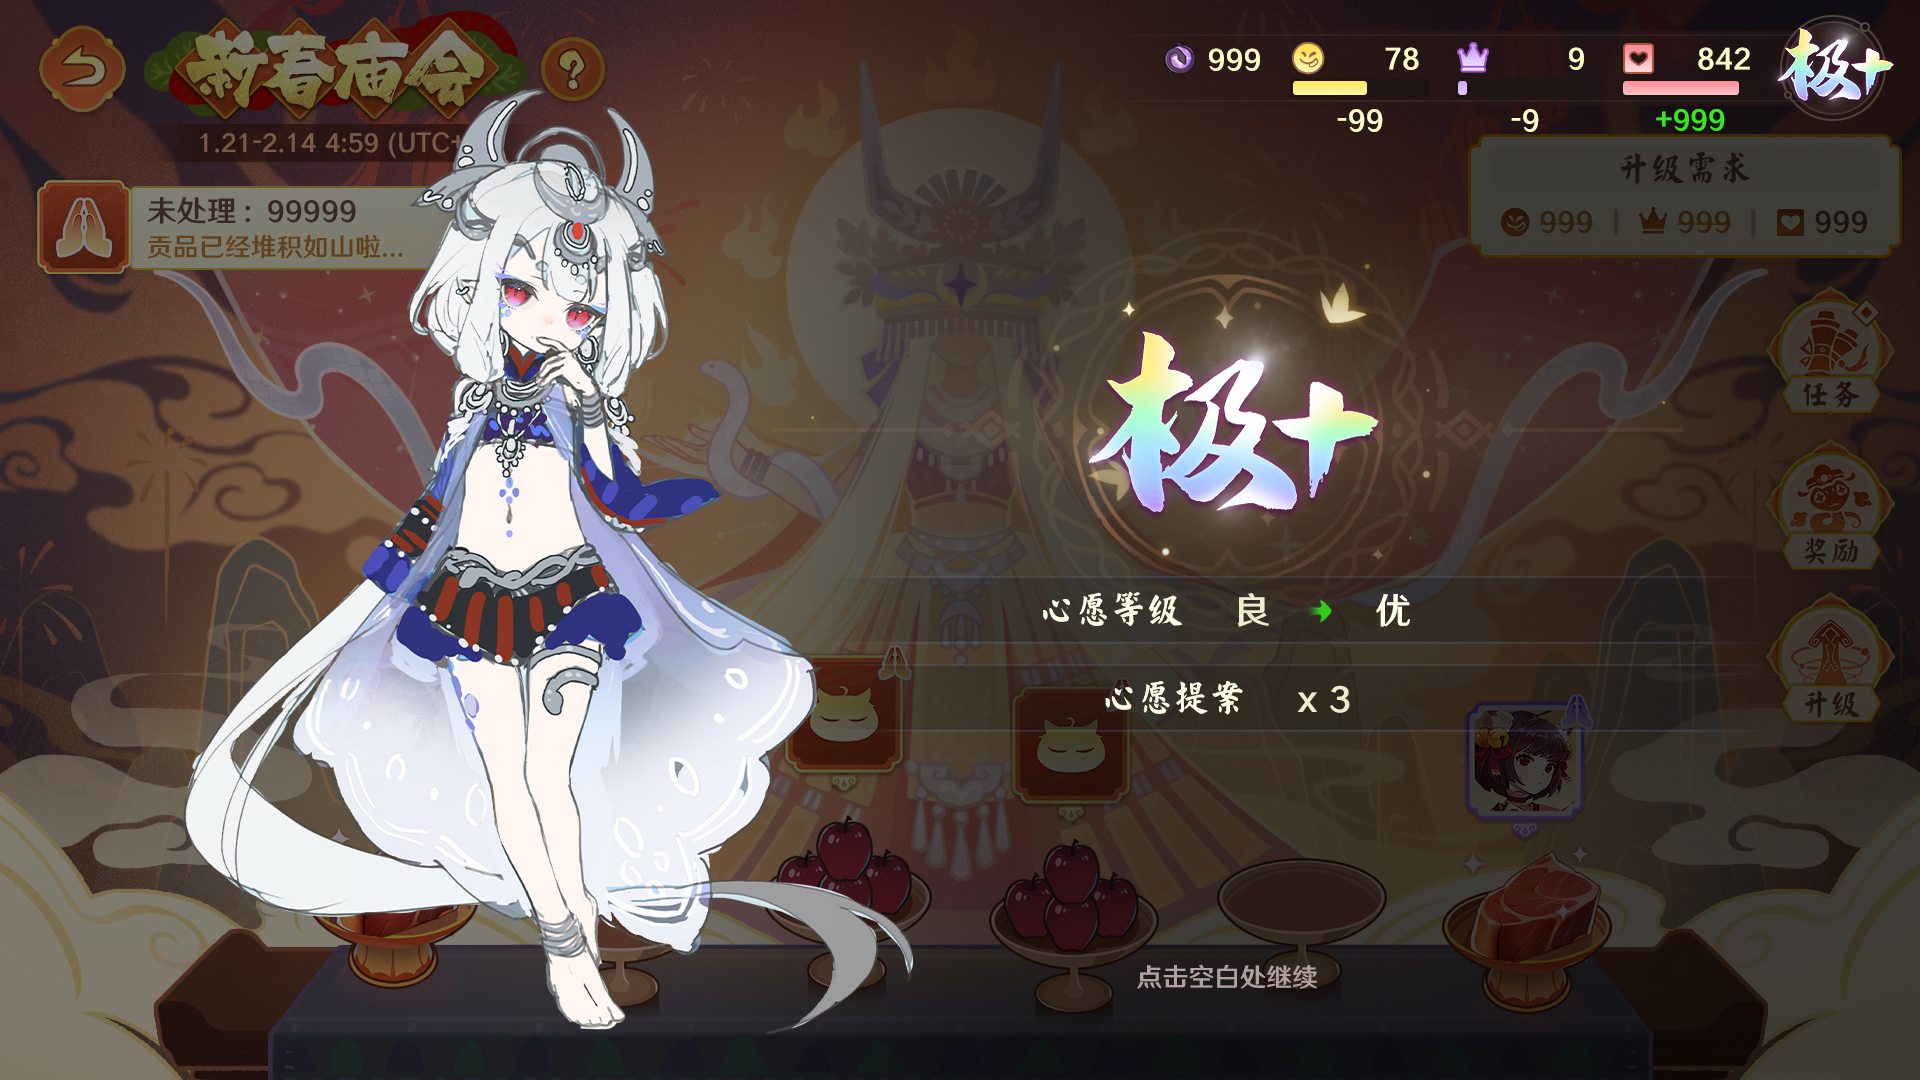 新春庙会
?
1.21-2.14 4:59 (UTC+
999
78
9
842
极+
-99
-9
+999
升级需求
999 | 999 | 999
未处理：99999
贡品已经堆积如山啦...
极+
任务
奖励
升级
心愿等级 良 → 优
心愿提案 x 3
点击空白处继续